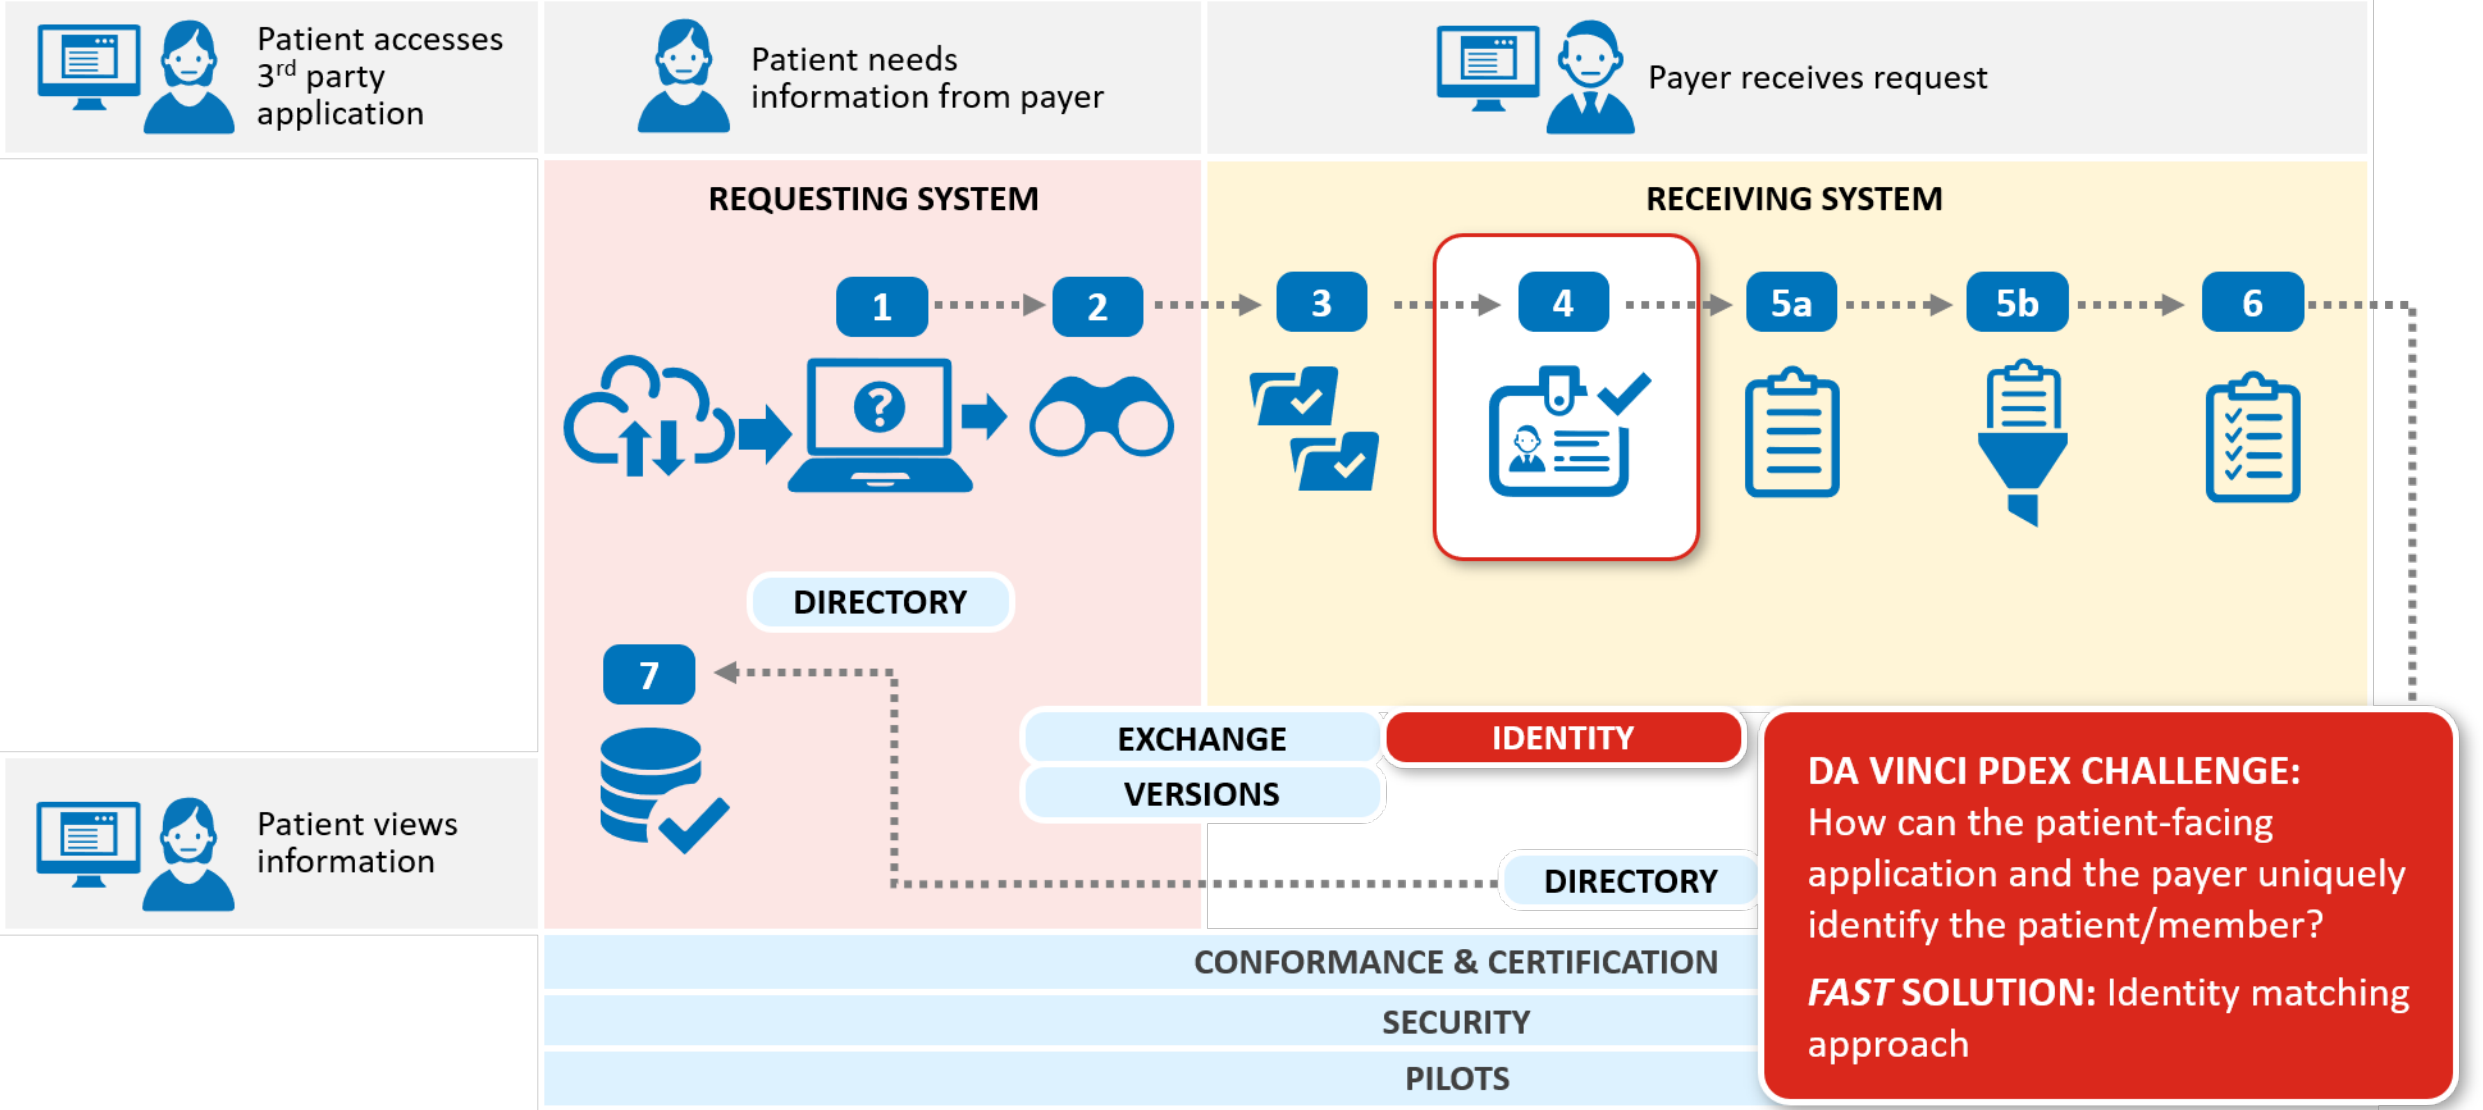 Patient accesses
3rd party
application
Patient needs
information from payer
Payer receives request
REQUESTING SYSTEM
RECEIVING SYSTEM
1
2
3
4
5a
5b
6
?
DIRECTORY
7
EXCHANGE
IDENTITY
VERSIONS
DIRECTORY
Patient views
information
CONFORMANCE & CERTIFICATION
SECURITY
PILOTS
DA VINCI PDEX CHALLENGE:
How can the patient-facing
application and the payer uniquely
identify the patient/member?
FAST SOLUTION: Identity matching
approach